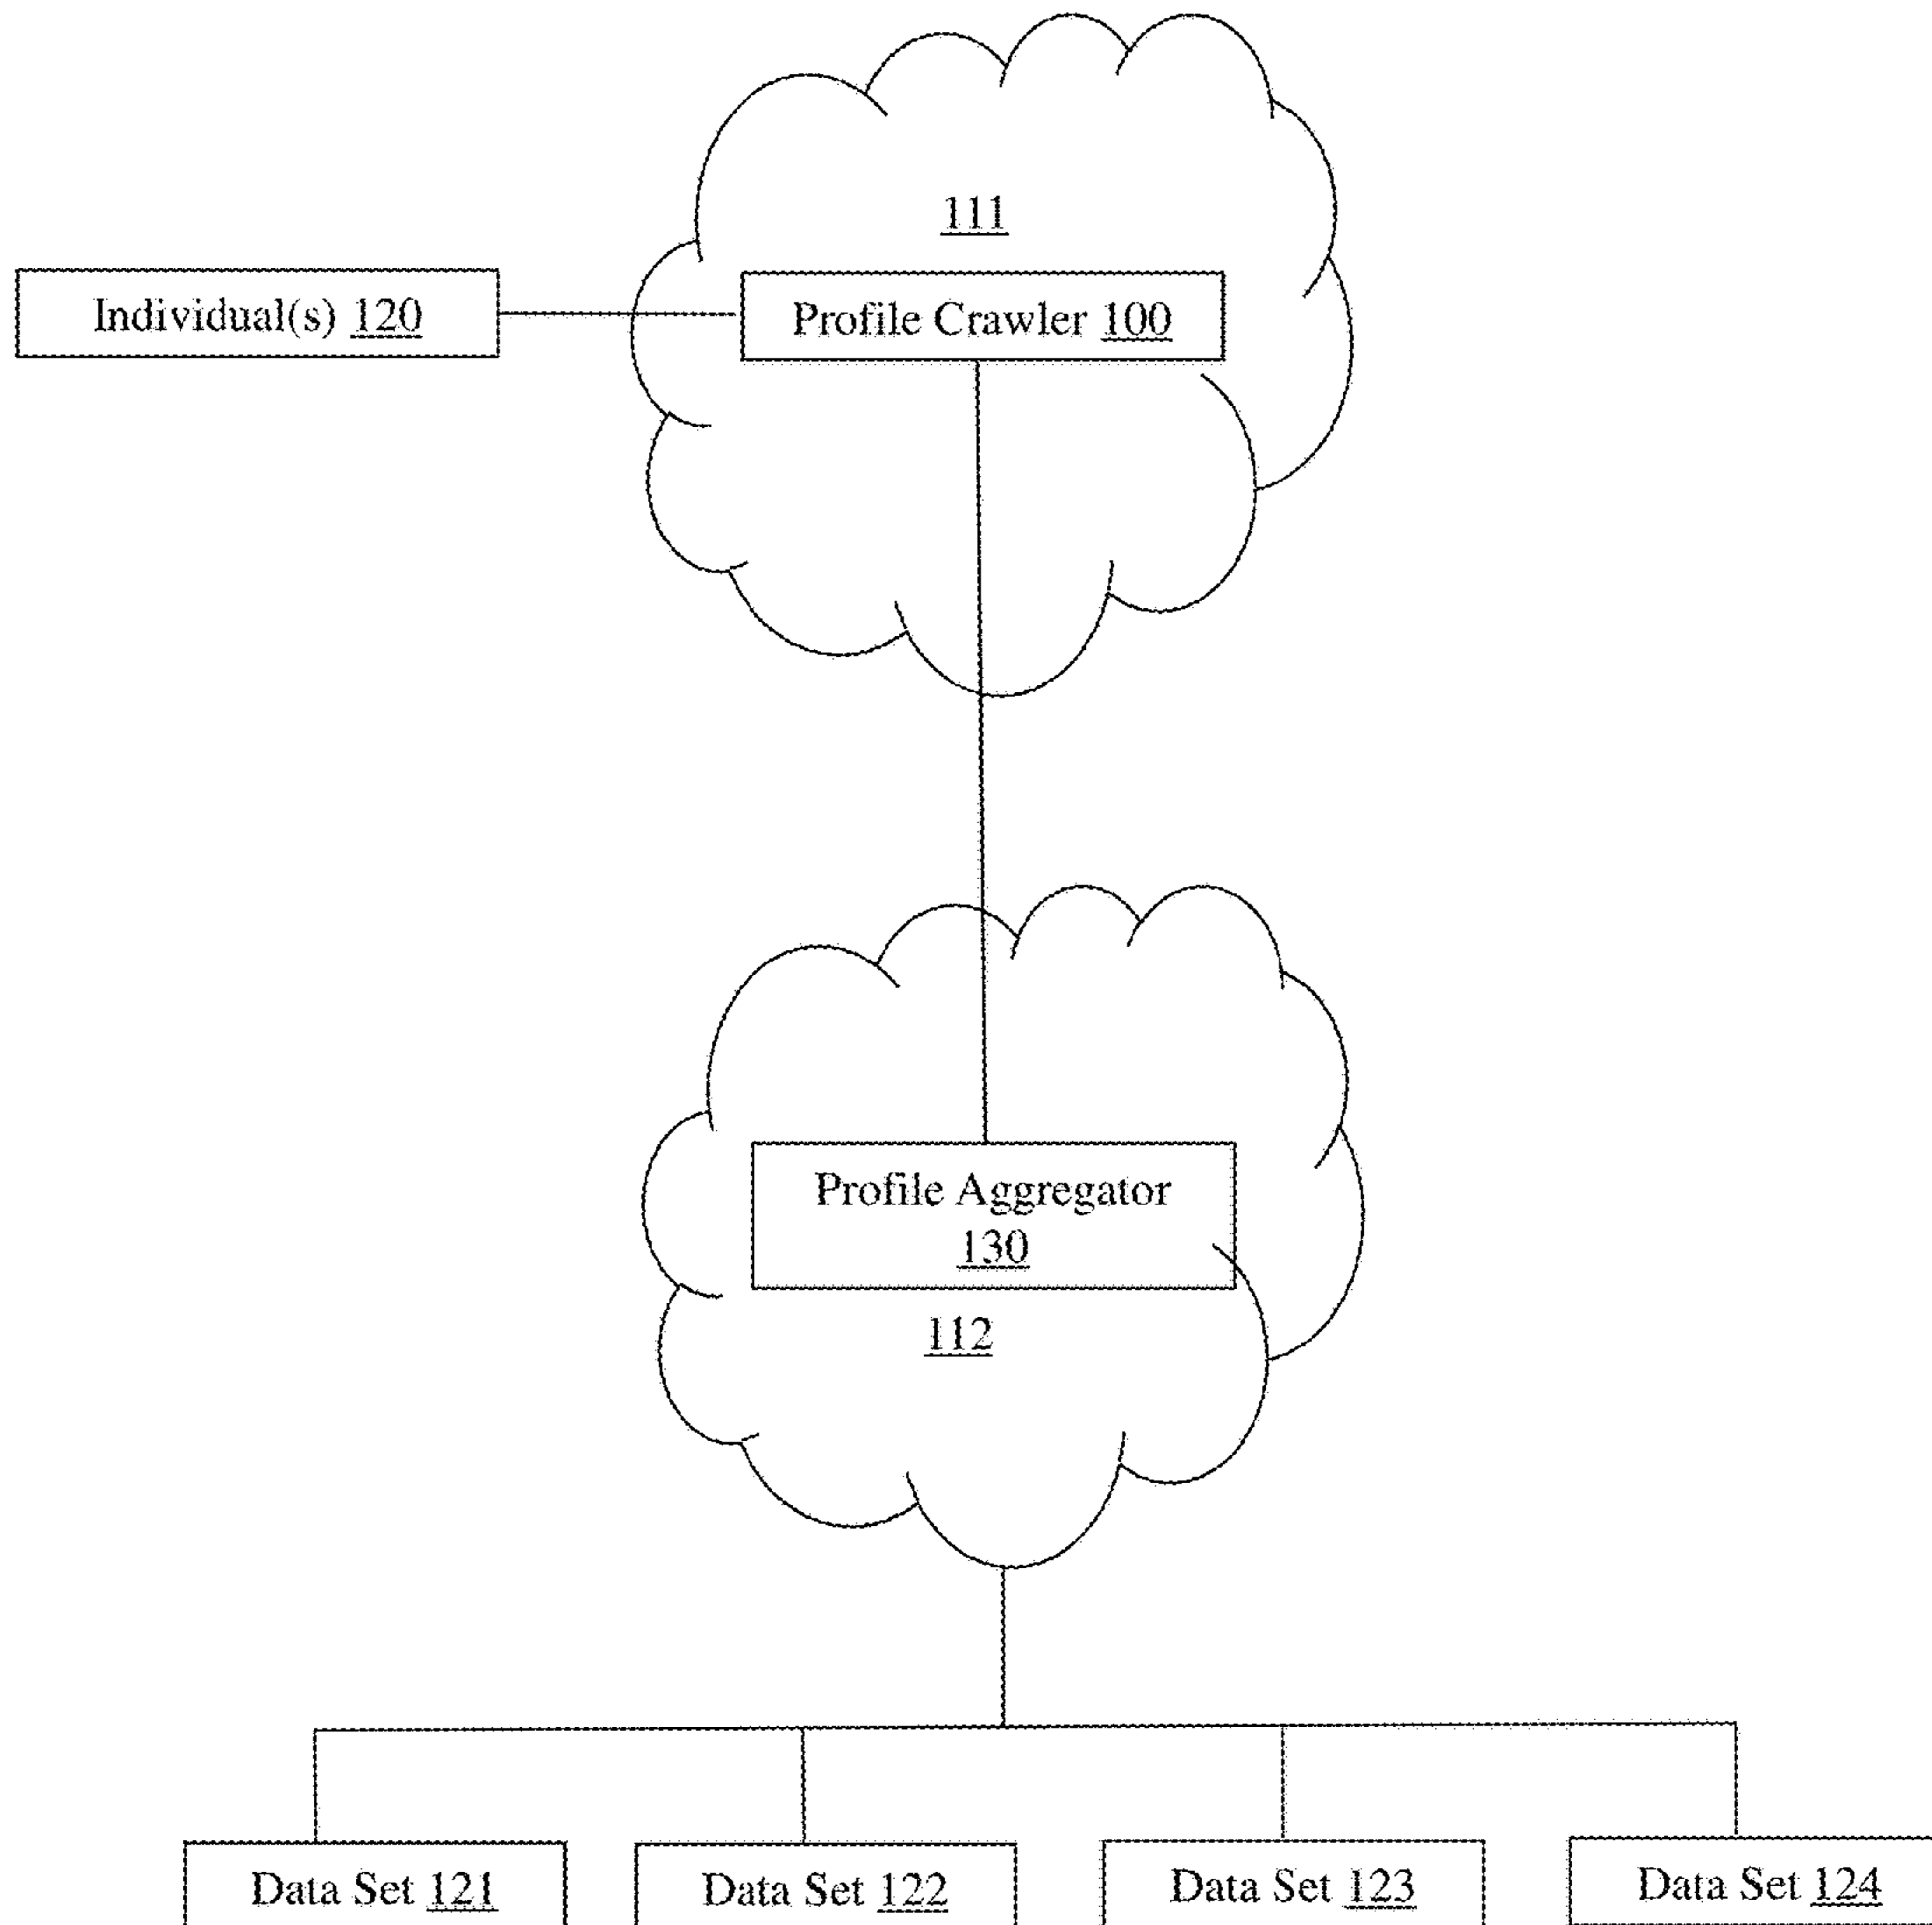 111
Individual(s) 120
Profile Crawler 100
Profile Aggregator
130
112
Data Set 121
Data Set 122
Data Set 123
Data Set 124